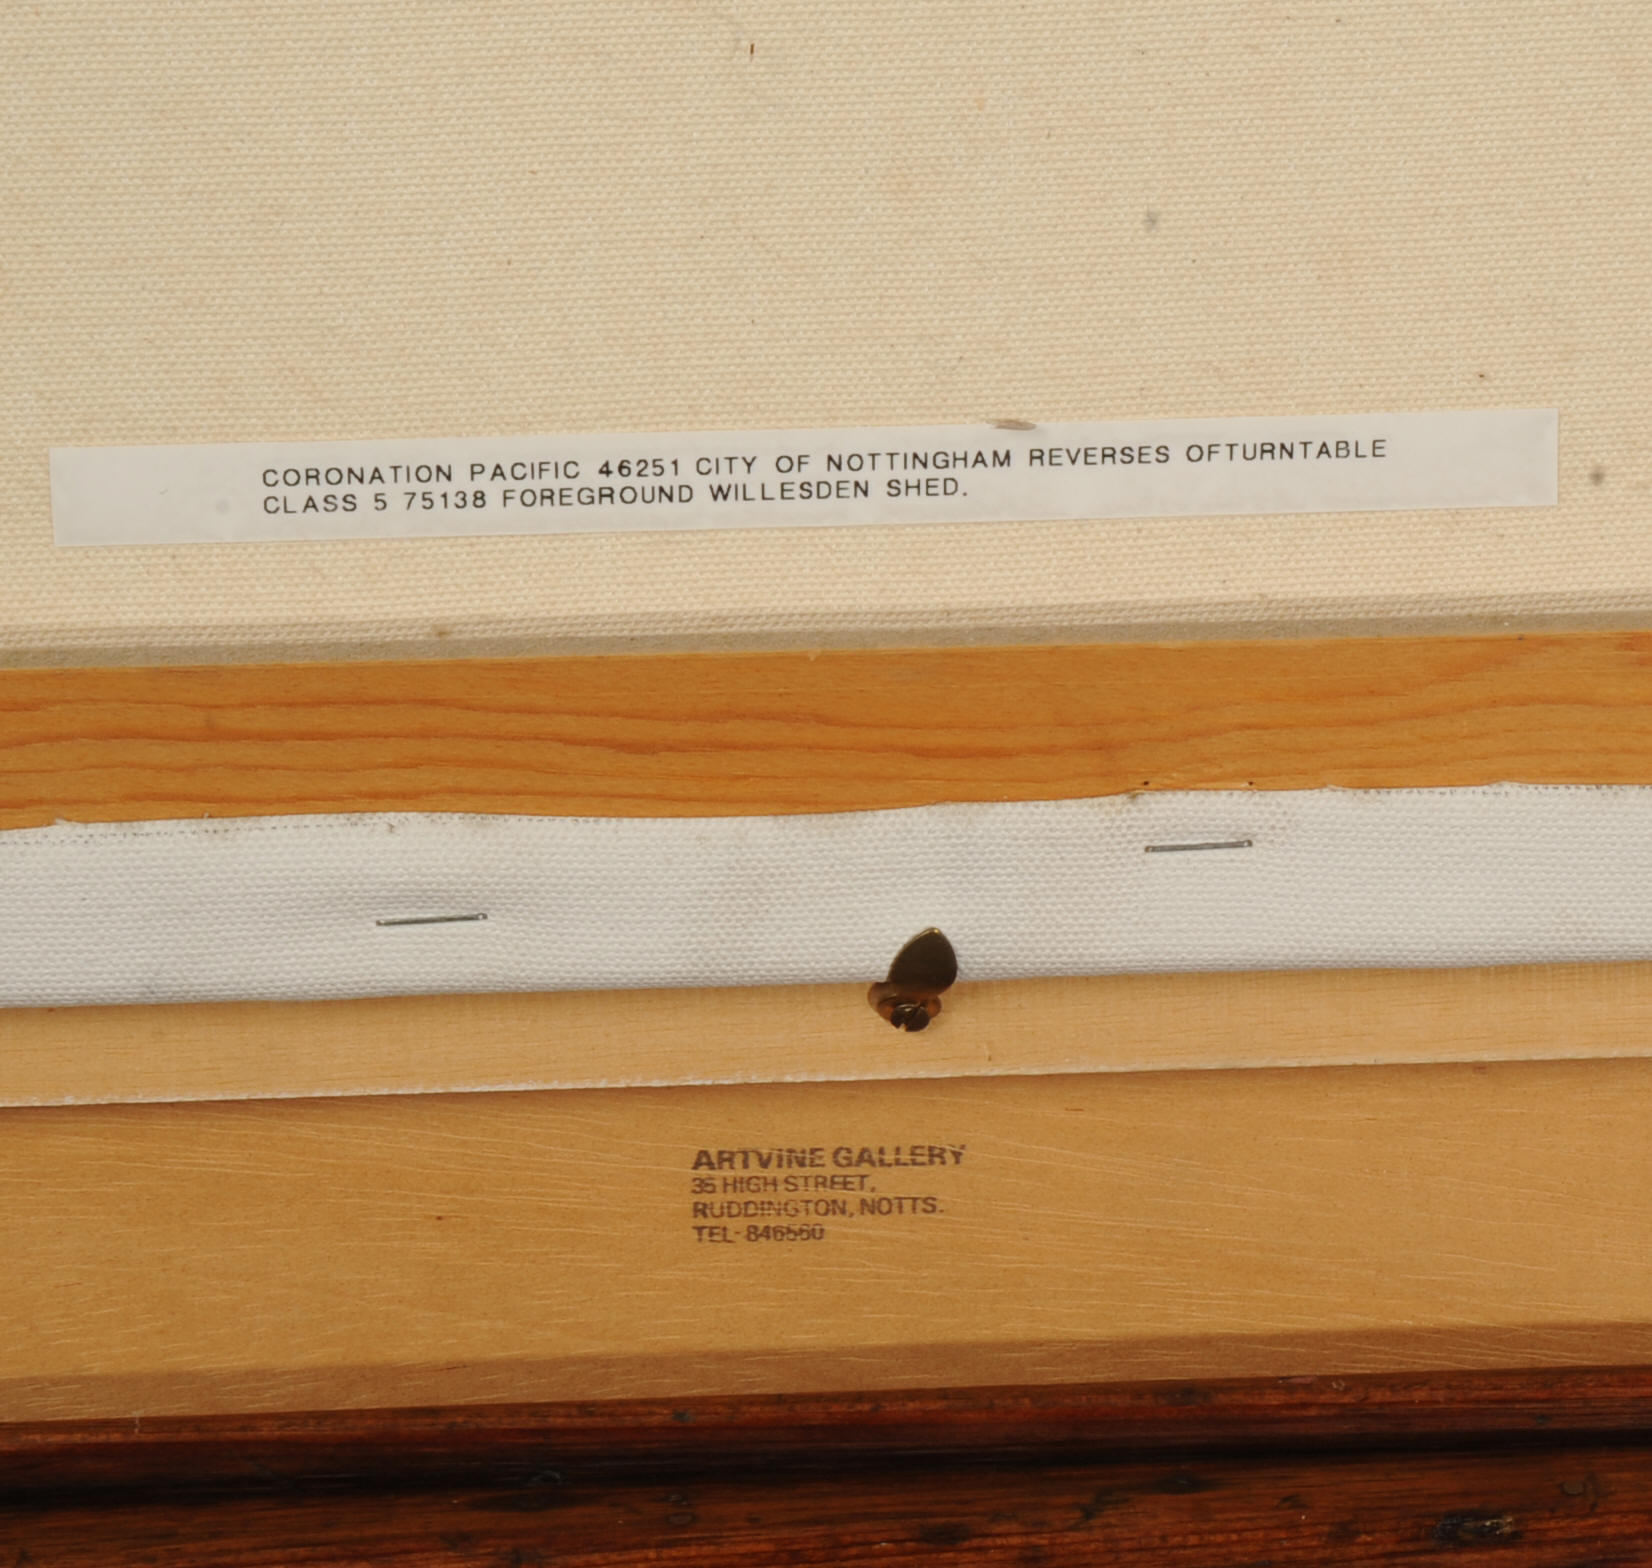 CORONATION PACIFIC 46251 CITY OF NOTTINGHAM REVERSES OFTURNTABLE
CLASS 5 75138 FOREGROUND WILLESDEN SHED.
ARTVINE GALLERY
35 HIGH STREET,
RUDDINGTON, NOTTS.
TEL- 846560